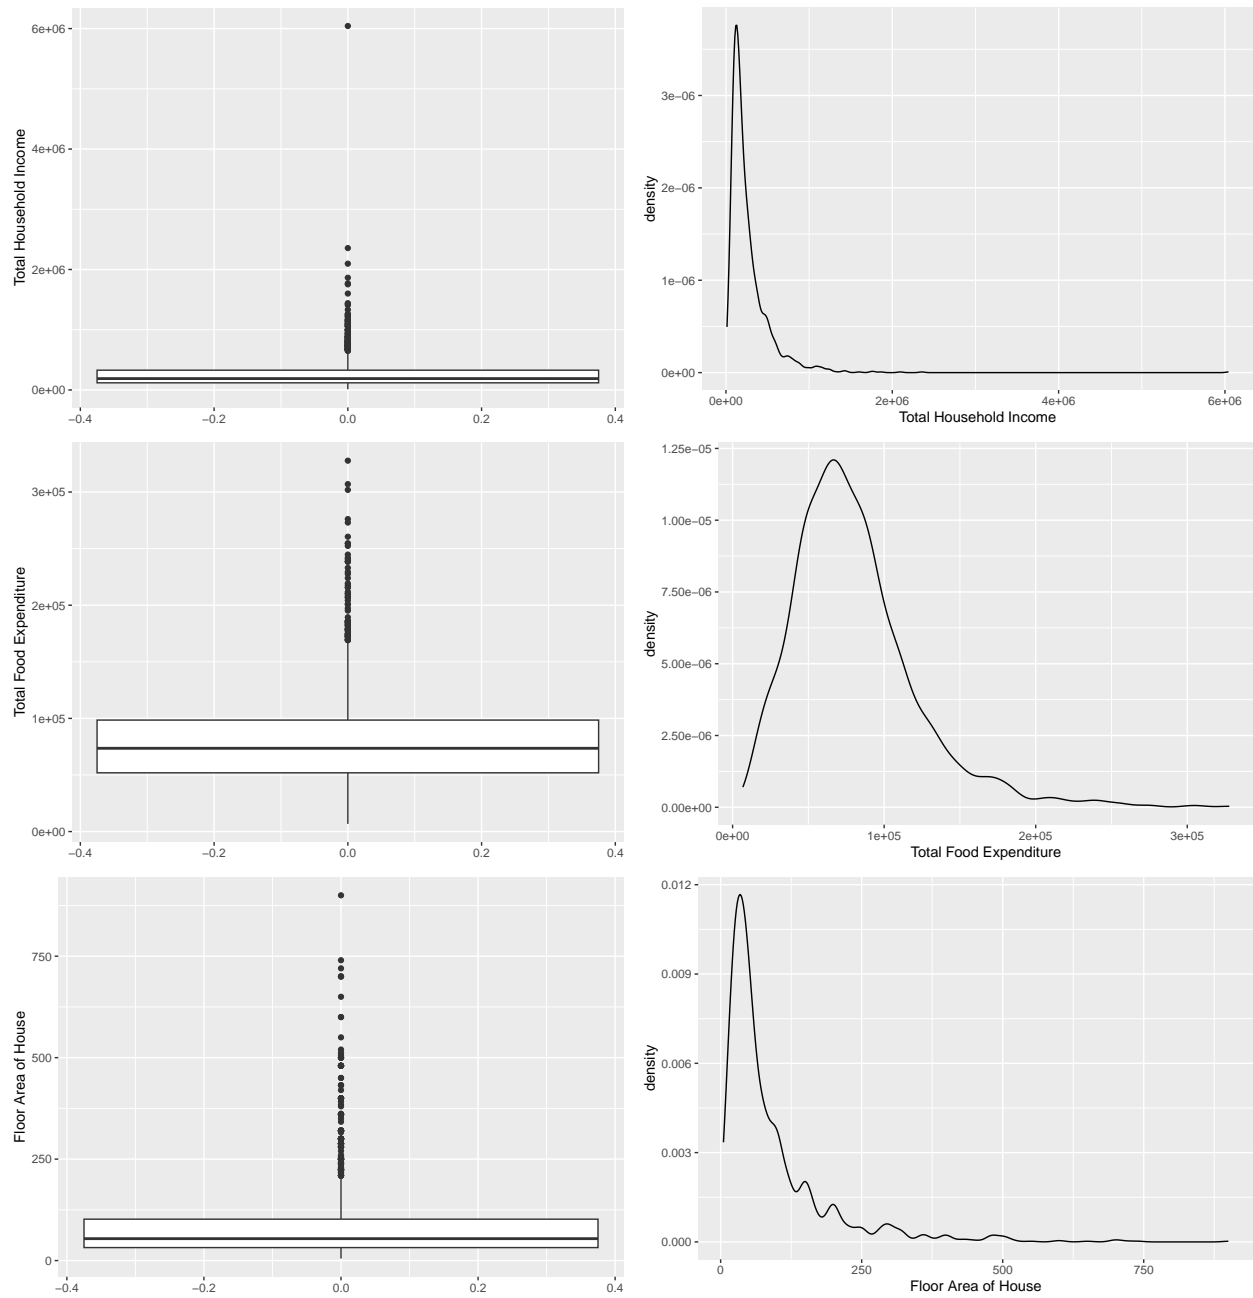 6e+06
4e+06
2e+06
0e+00
Total Household Income
−0.4
−0.2
0.0
0.2
0.4
3e−06
2e−06
1e−06
0e+00
density
0e+00
2e+06
4e+06
6e+06
Total Household Income
3e+05
2e+05
1e+05
0e+00
Total Food Expenditure
−0.4
−0.2
0.0
0.2
0.4
1.25e−05
1.00e−05
7.50e−06
5.00e−06
2.50e−06
0.00e+00
density
0e+00
1e+05
2e+05
3e+05
Total Food Expenditure
750
500
250
0
Floor Area of House
−0.4
−0.2
0.0
0.2
0.4
0.012
0.009
0.006
0.003
0.000
density
0
250
500
750
Floor Area of House